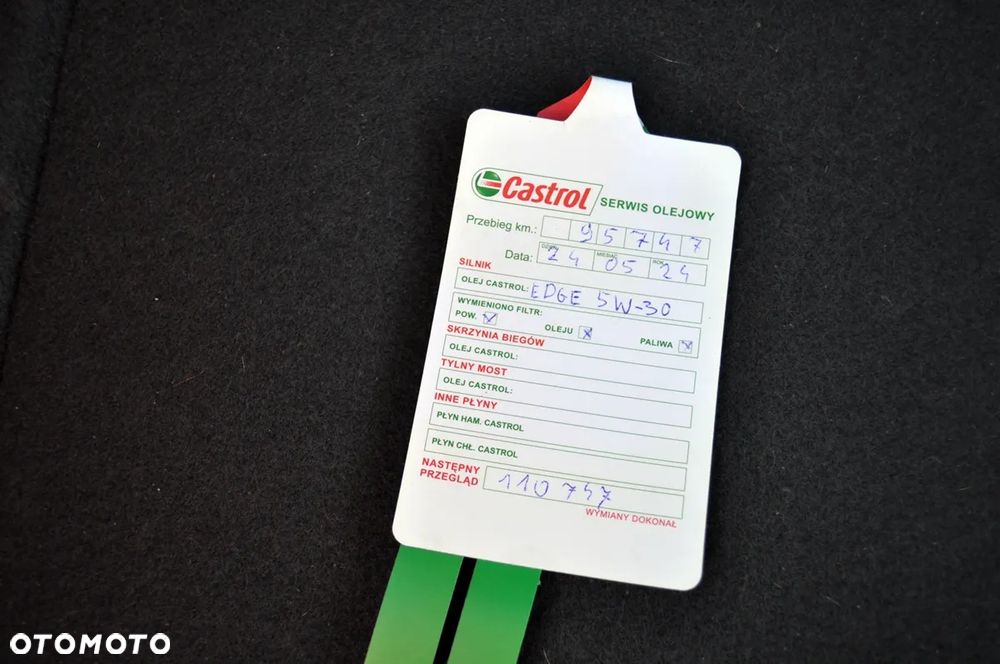 Castrol SERWIS OLEJOWY
Przebieg km.: 95747
DZIEŃ MIESIĄC ROK
Data: 24 05 24
SILNIK
OLEJ CASTROL: EDGE 5W-30
WYMIENIONO FILTR:
POW. OLEJU PALIWA
SKRZYNIA BIEGÓW
OLEJ CASTROL:
TYLNY MOST
OLEJ CASTROL:
INNE PŁYNY
PŁYN HAM. CASTROL
PŁYN CHŁ. CASTROL
NASTĘPNY
PRZEGLĄD 110 747
WYMIANY DOKONAŁ
OTOMOTO